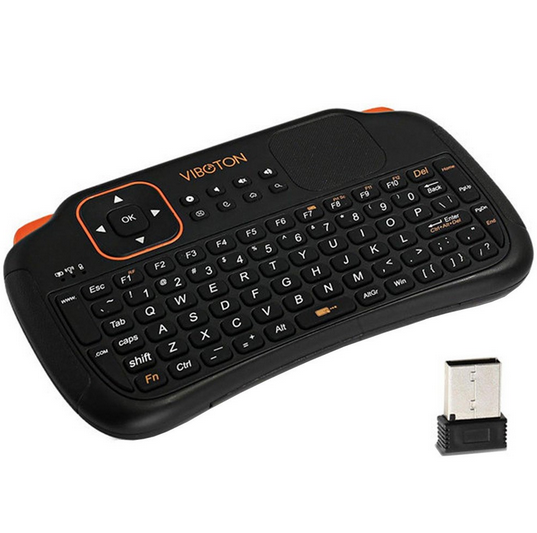 VIBOTON
OK
Esc F1 F2 F3 F4 F5 F6 F7 F8 F9 F10 Del Home
www. ! 1 @ 2 # 3 $ 4 % 5 ^ 6 & 7 * 8 ( 9 ) 0 Back PgUp
Tab Q W E R T Y U I O P Enter PgDn
Ctrl+Alt+Del
.com caps A S D F G H J K L End
shift Z X C V B N M
Fn Ctrl Alt AltGr Win